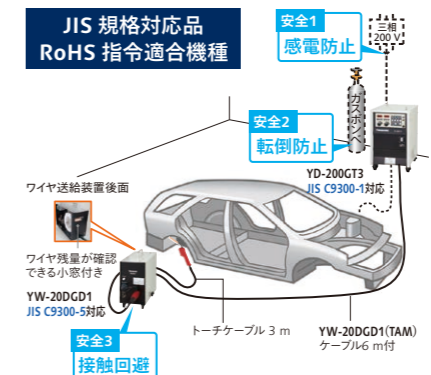 JIS 規格対応品
RoHS 指令適合機種
安全1
感電防止
三相
200 V
ガスボンベ
安全2
転倒防止
YD-200GT3
JIS C9300-1対応
ワイヤ送給装置後面
ワイヤ残量が確認
できる小窓付き
YW-20DGD1
JIS C9300-5対応
トーチケーブル 3 m
YW-20DGD1(TAM)
ケーブル6 m付
安全3
接触回避